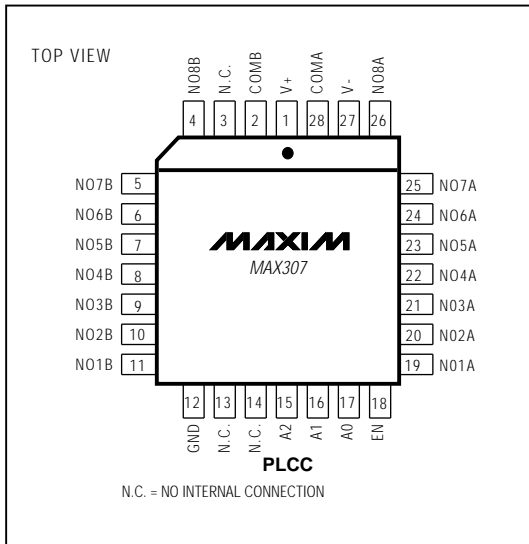 TOP VIEW
NO8B
N.C.
COMB
V+
COMA
V-
NO8A
4
3
2
1
28
27
26
NO7B 5
NO6B 6
NO5B 7
NO4B 8
NO3B 9
NO2B 10
NO1B 11
MAXIM
MAX307
25 NO7A
24 NO6A
23 NO5A
22 NO4A
21 NO3A
20 NO2A
19 NO1A
12
13
14
15
16
17
18
GND
N.C.
N.C.
A2
A1
A0
EN
PLCC
N.C. = NO INTERNAL CONNECTION